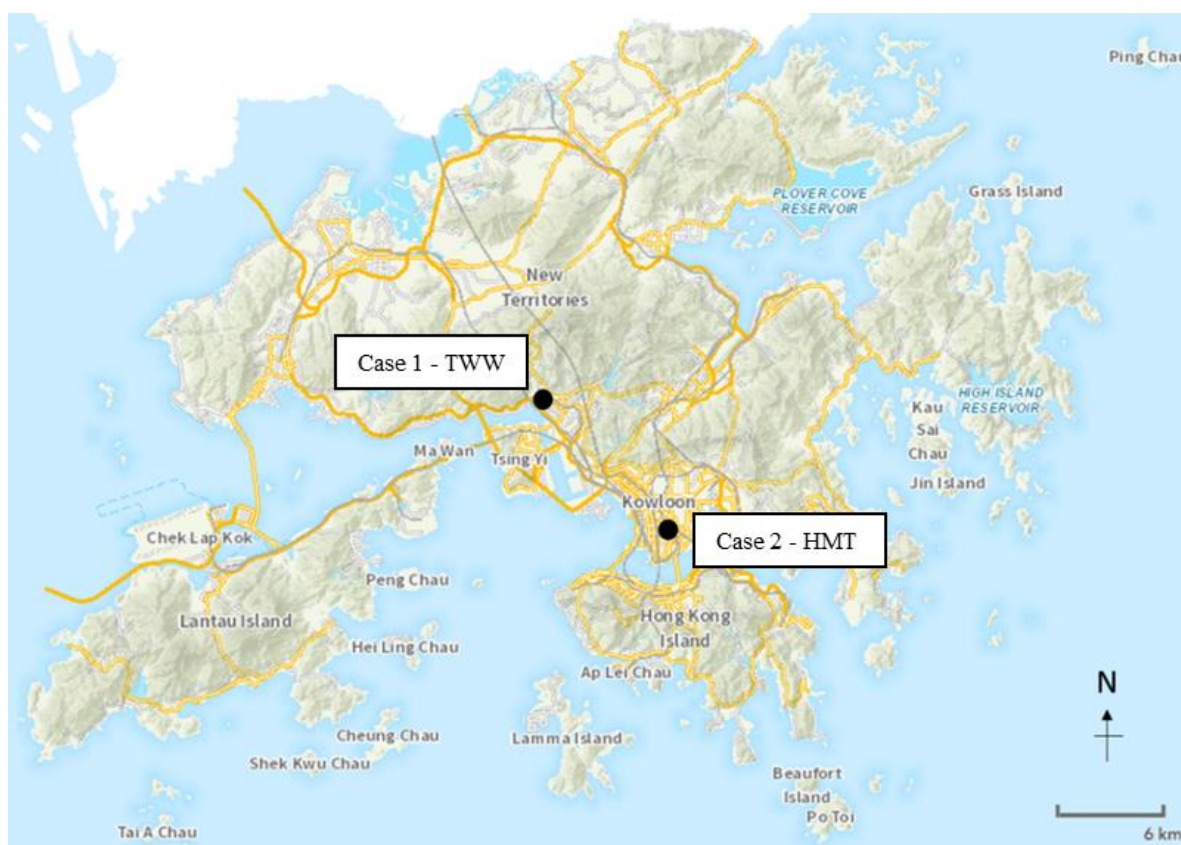 Ping Chau
PLOVER COVE
RESERVOIR
Grass Island
New
Territories
Case 1 - TWW
HIGH ISLAND
RESERVOIR
Kau
Sai
Chau
Ma Wan
Tsing Yi
Jin Island
Kowloon
Chek Lap Kok
Case 2 - HMT
Peng Chau
Lantau Island
Hong Kong
Island
Hei Ling Chau
Ap Lei Chau
N
Cheung Chau
Lamma Island
Shek Kwu Chau
Beaufort
Island
Po Toi
Tai A Chau
6 km